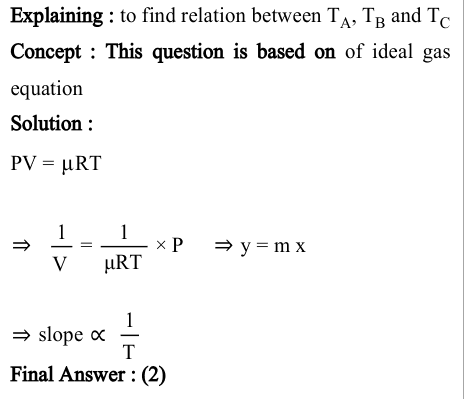 Explaining : to find relation between T_A, T_B and T_C
Concept : This question is based on of ideal gas
equation
Solution :
PV = μRT
⇒ 1/V = 1/μRT × P ⇒ y = m x
⇒ slope ∝ 1/T
Final Answer : (2)